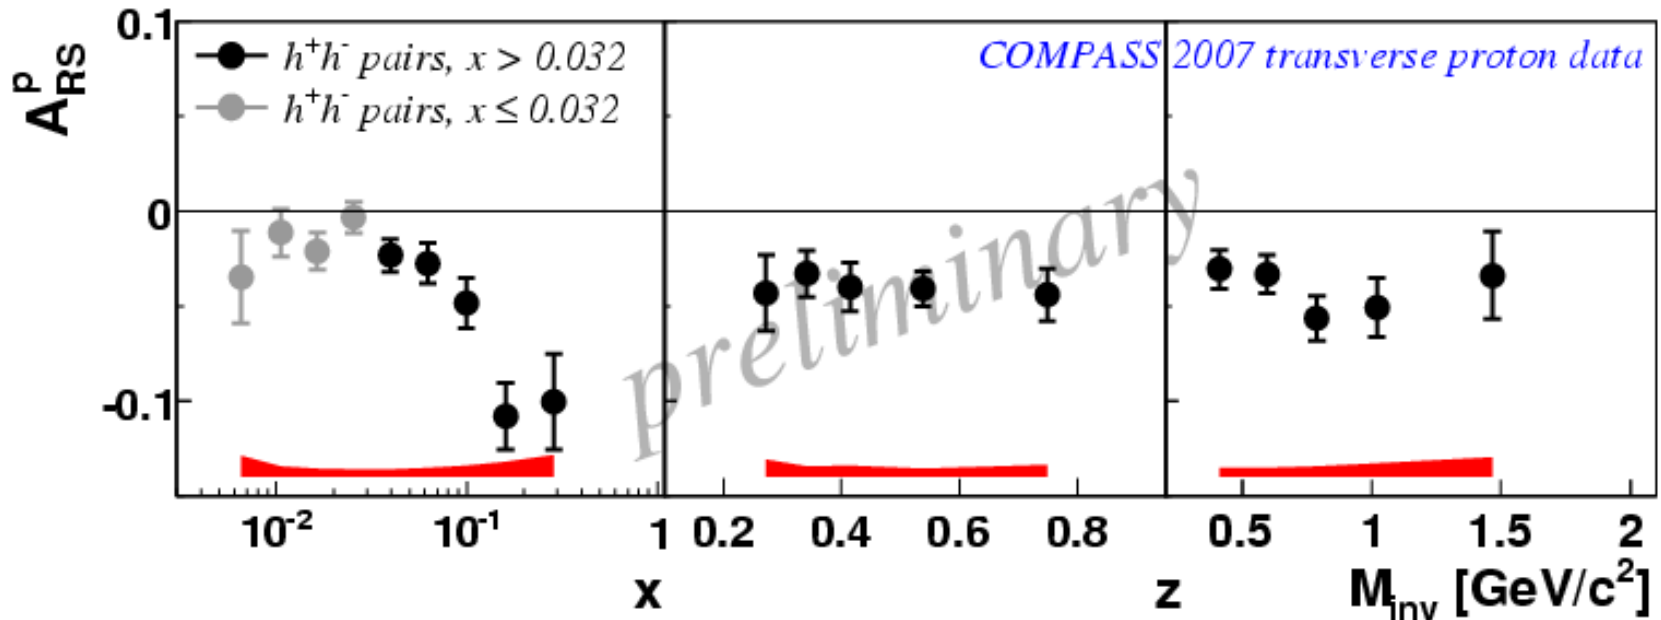 0.1
A^p_RS
h^+h^- pairs, x > 0.032
h^+h^- pairs, x ≤ 0.032
COMPASS 2007 transverse proton data
0
-0.1
preliminary
10^-2 10^-1 1 0.2 0.4 0.6 0.8 0.5 1 1.5 2
x z M_inv [GeV/c^2]